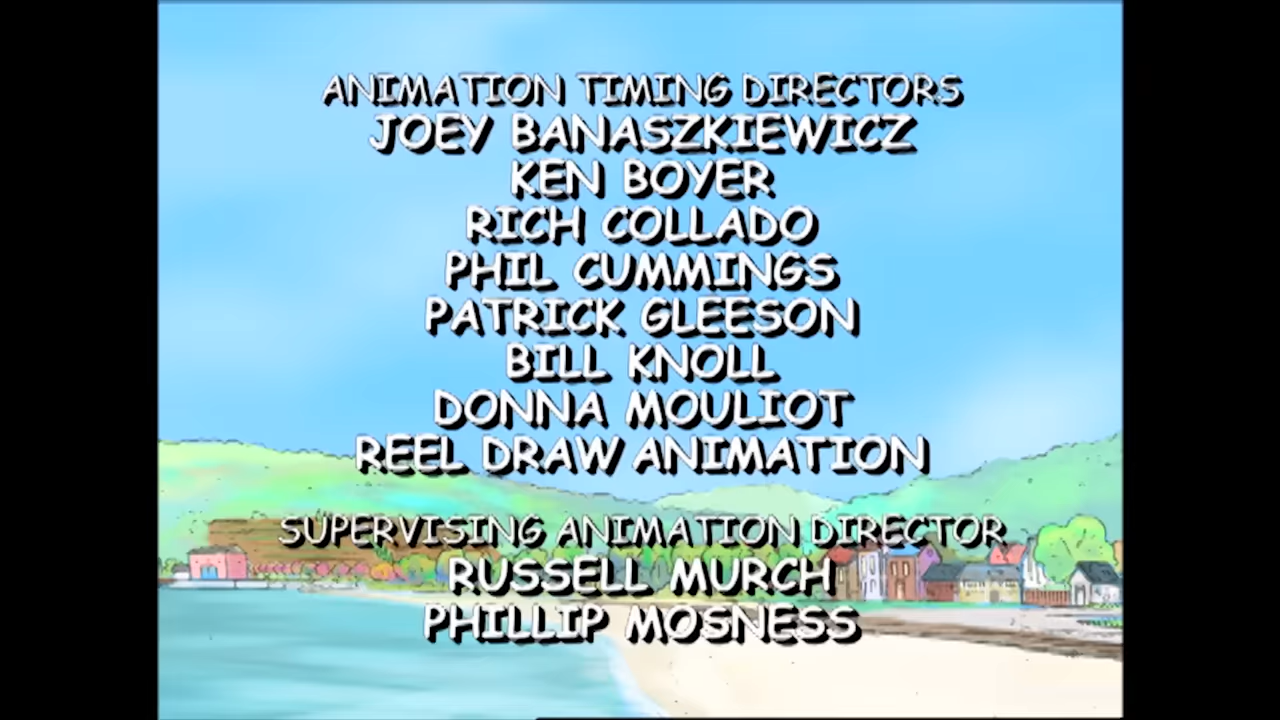 ANIMATION TIMING DIRECTORS
JOEY BANASZKIEWICZ
KEN BOYER
RICH COLLADO
PHIL CUMMINGS
PATRICK GLEESON
BILL KNOLL
DONNA MOULIOT
REEL DRAW ANIMATION
SUPERVISING ANIMATION DIRECTOR
RUSSELL MURCH
PHILLIP MOSNESS